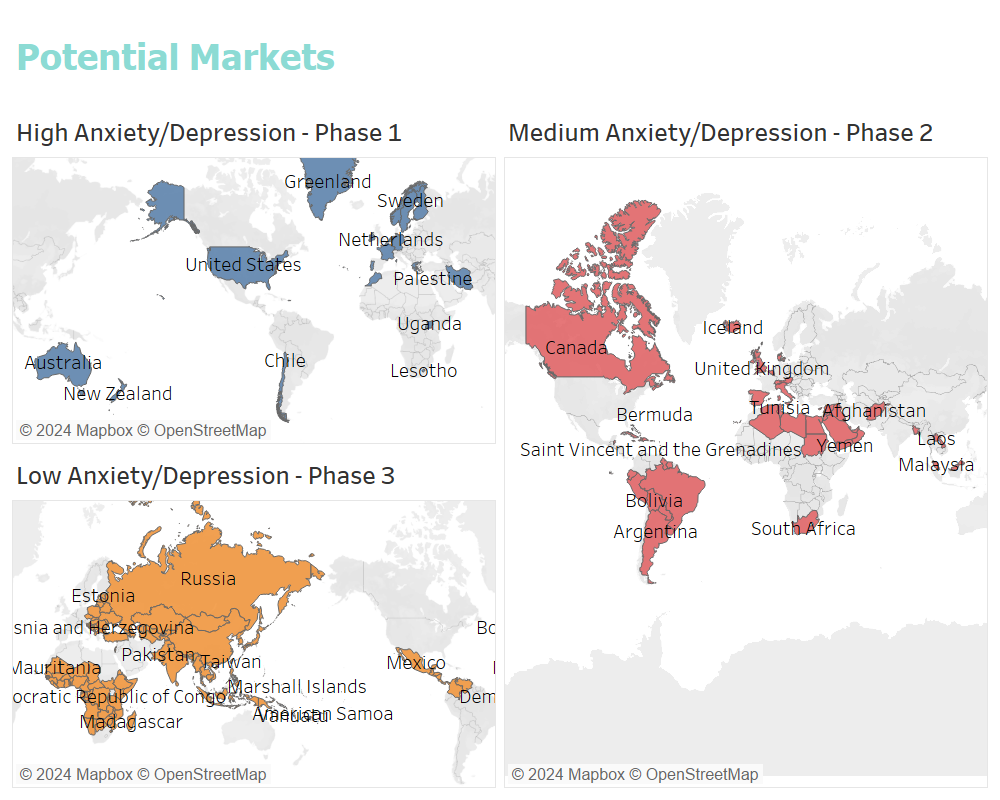 Potential Markets
High Anxiety/Depression - Phase 1
Greenland
Sweden
Netherlands
United States
Palestine
Uganda
Chile
Australia
Lesotho
New Zealand
© 2024 Mapbox © OpenStreetMap
Medium Anxiety/Depression - Phase 2
Iceland
Canada
United Kingdom
Bermuda
Tunisia
Afghanistan
Saint Vincent and the Grenadines
Yemen
Laos
Malaysia
Bolivia
Argentina
South Africa
© 2024 Mapbox © OpenStreetMap
Low Anxiety/Depression - Phase 3
Russia
Estonia
snia and Herzegovina
Bo
Pakistan
Taiwan
Mauritania
Mexico
Marshall Islands
ocratic Republic of Congo
Dem
American Samoa
Vanuatu
Madagascar
© 2024 Mapbox © OpenStreetMap